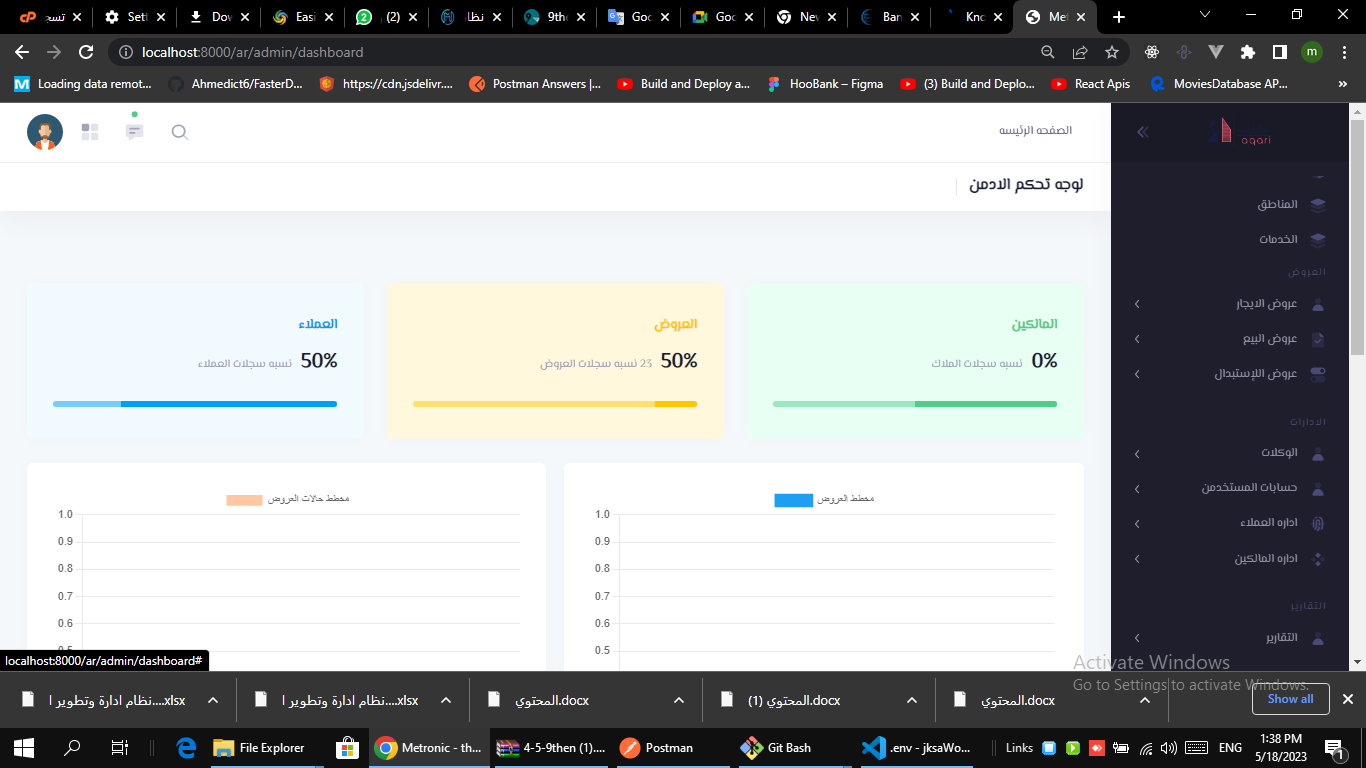 تسج
Sett
Dov
Easi
(2)
نظا
9the
Goc
Goc
Nev
Ban
Knc
Met
localhost:8000/ar/admin/dashboard
m
Loading data remot...
Ahmedict6/FasterD...
https://cdn.jsdelivr....
Postman Answers |...
Build and Deploy a...
HooBank – Figma
(3) Build and Deplo...
React Apis
MoviesDatabase AP...
»
الصفحه الرئيسه
aqari
لوجه تحكم الادمن
المناطق
الخدمات
العروض
عروض الايجار
عروض البيع
عروض اللإستبدال
الادارات
الوكلات
حسابات المستخدمن
اداره العملاء
اداره المالكين
التقارير
التقارير
المالكين
0% نسبه سجلات الملاك
العروض
50% 23 نسبه سجلات العروض
العملاء
50% نسبه سجلات العملاء
مخطط العروض
1.0
0.9
0.8
0.7
0.6
0.5
مخطط حالات العروض
1.0
0.9
0.8
0.7
0.6
0.5
localhost:8000/ar/admin/dashboard#
Activate Windows
Go to Settings to activate Windows.
نظام ادارة وتطوير ا....xlsx
نظام ادارة وتطوير ا....xlsx
المحتوي.docx
المحتوي (1).docx
المحتوي.docx
Show all
File Explorer
Metronic - th...
4-5-9then (1)....
Postman
Git Bash
.env - jksaWo...
Links
ENG
1:38 PM
5/18/2023
1